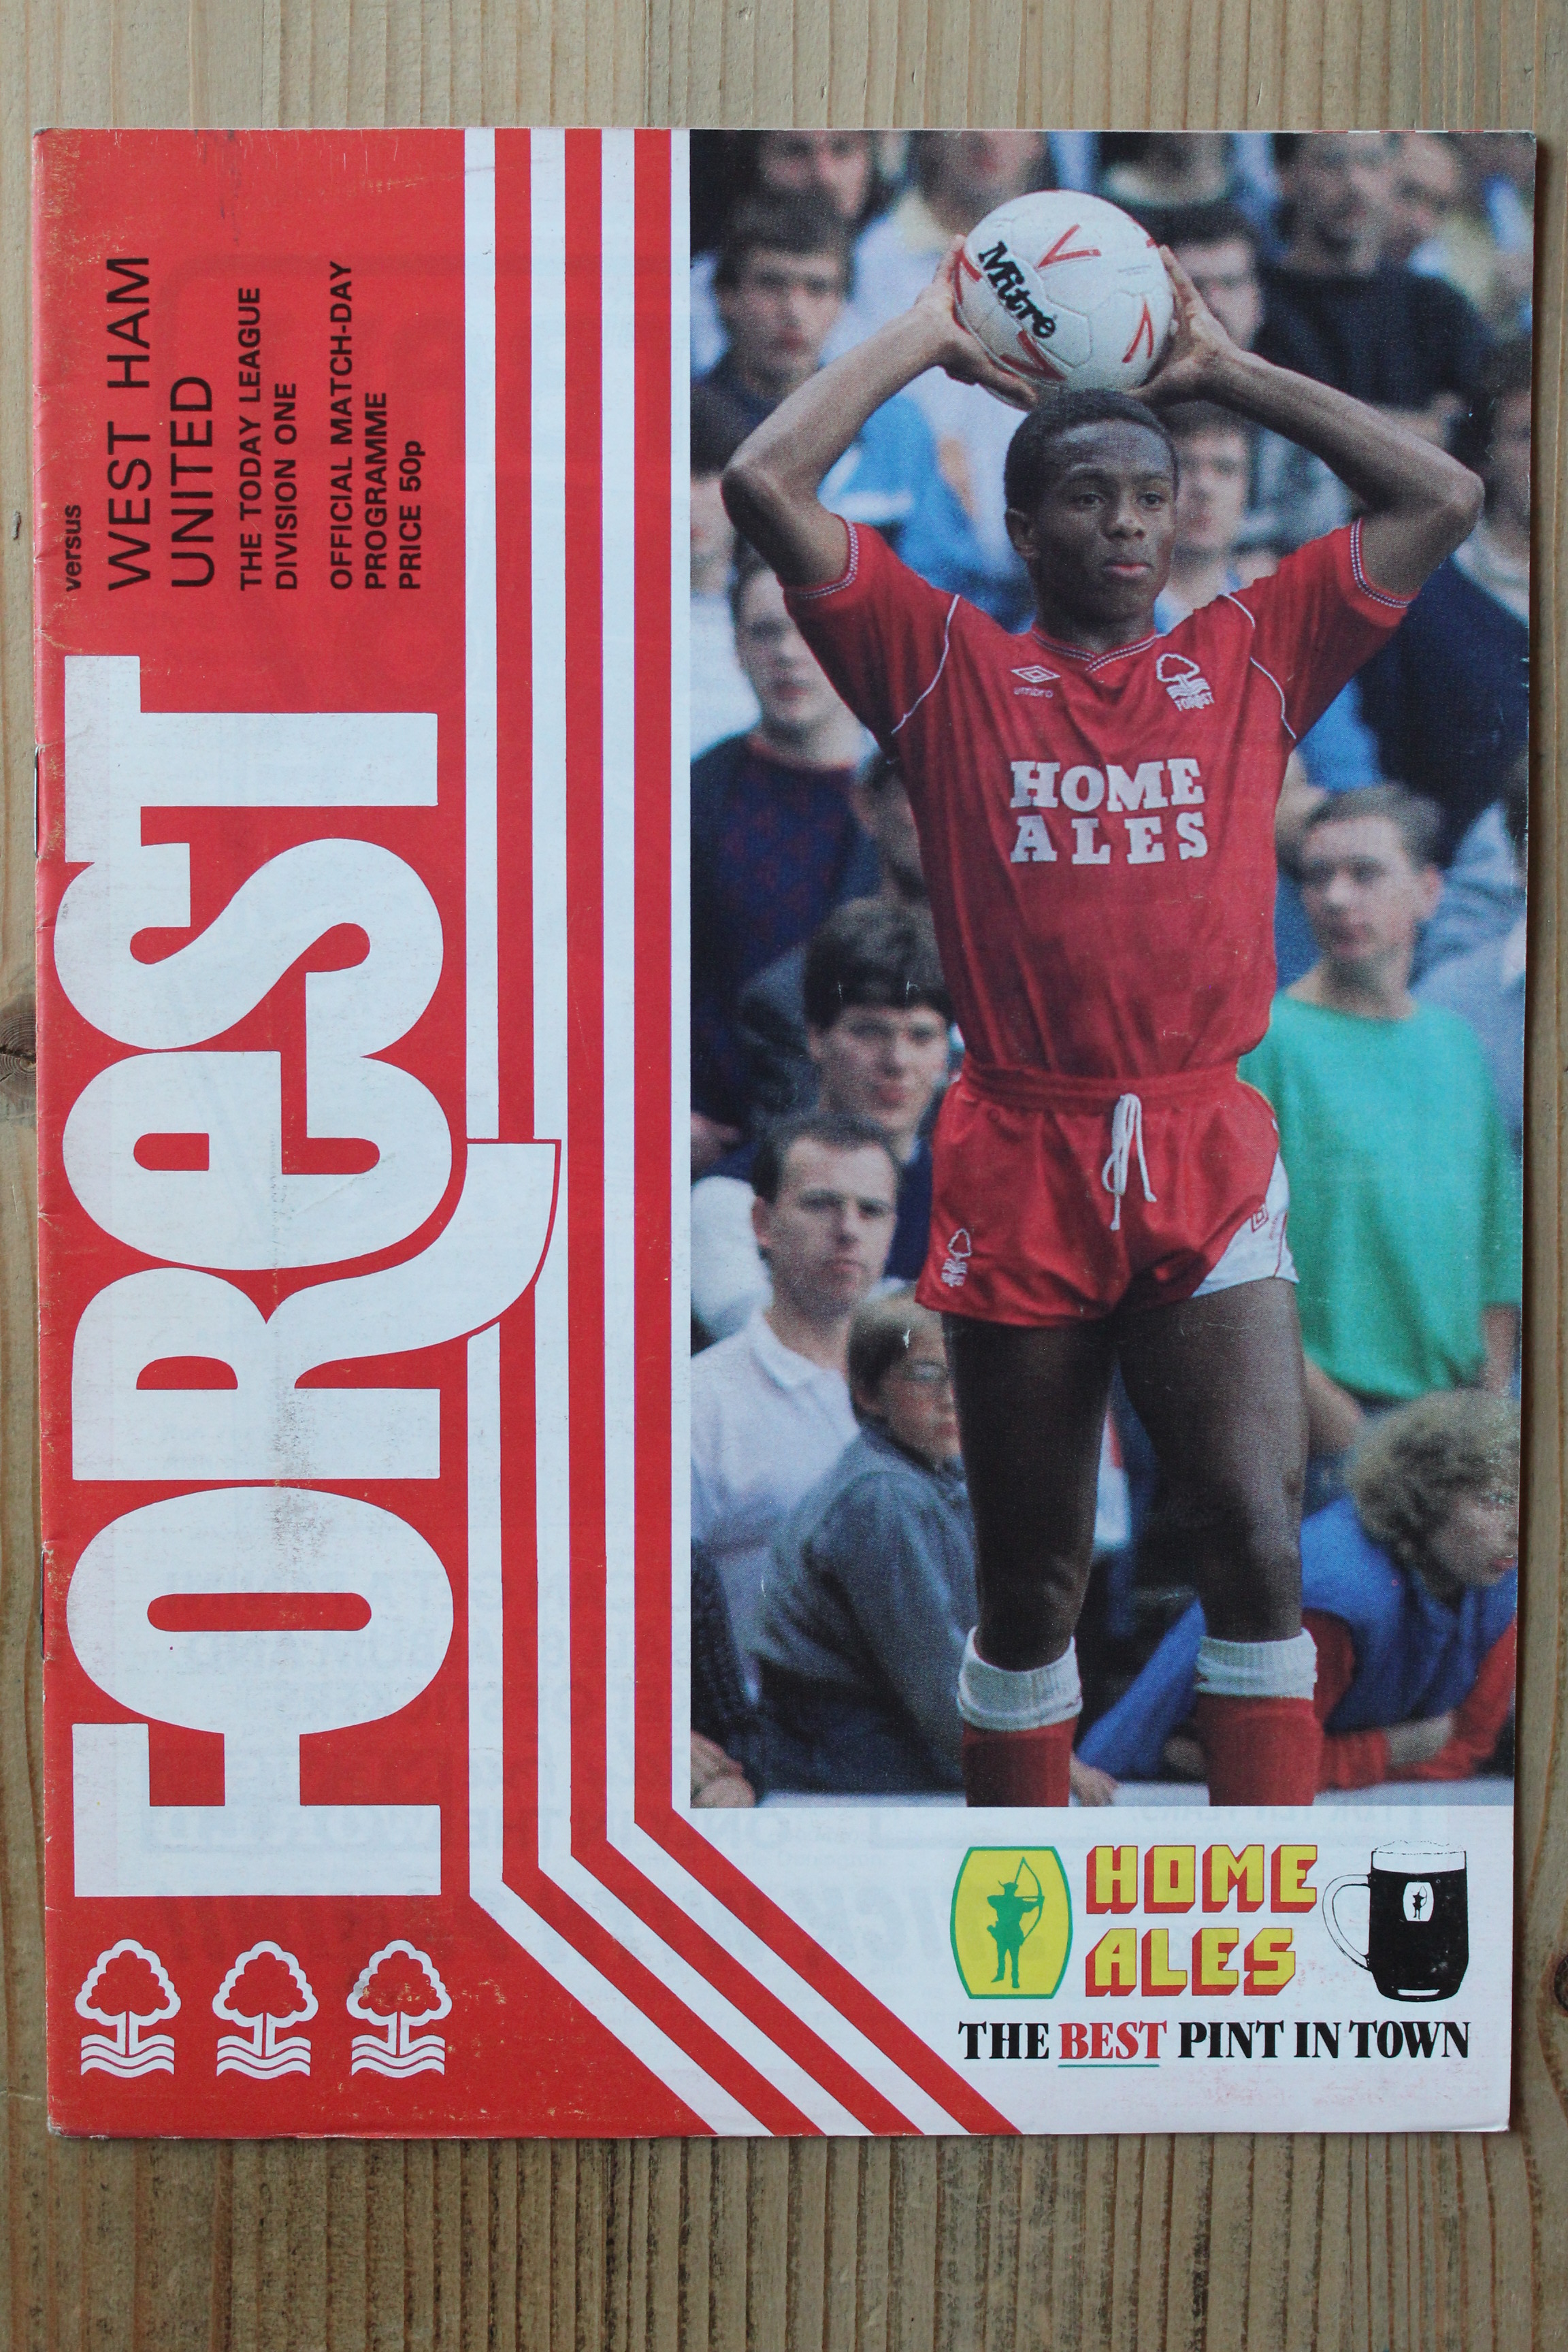 versus
WEST HAM
UNITED
THE TODAY LEAGUE
DIVISION ONE
OFFICIAL MATCH-DAY
PROGRAMME
PRICE 50p
FOReST
Mitre
umbro
FOREST
HOME
ALES
HOME
ALES
THE BEST PINT IN TOWN